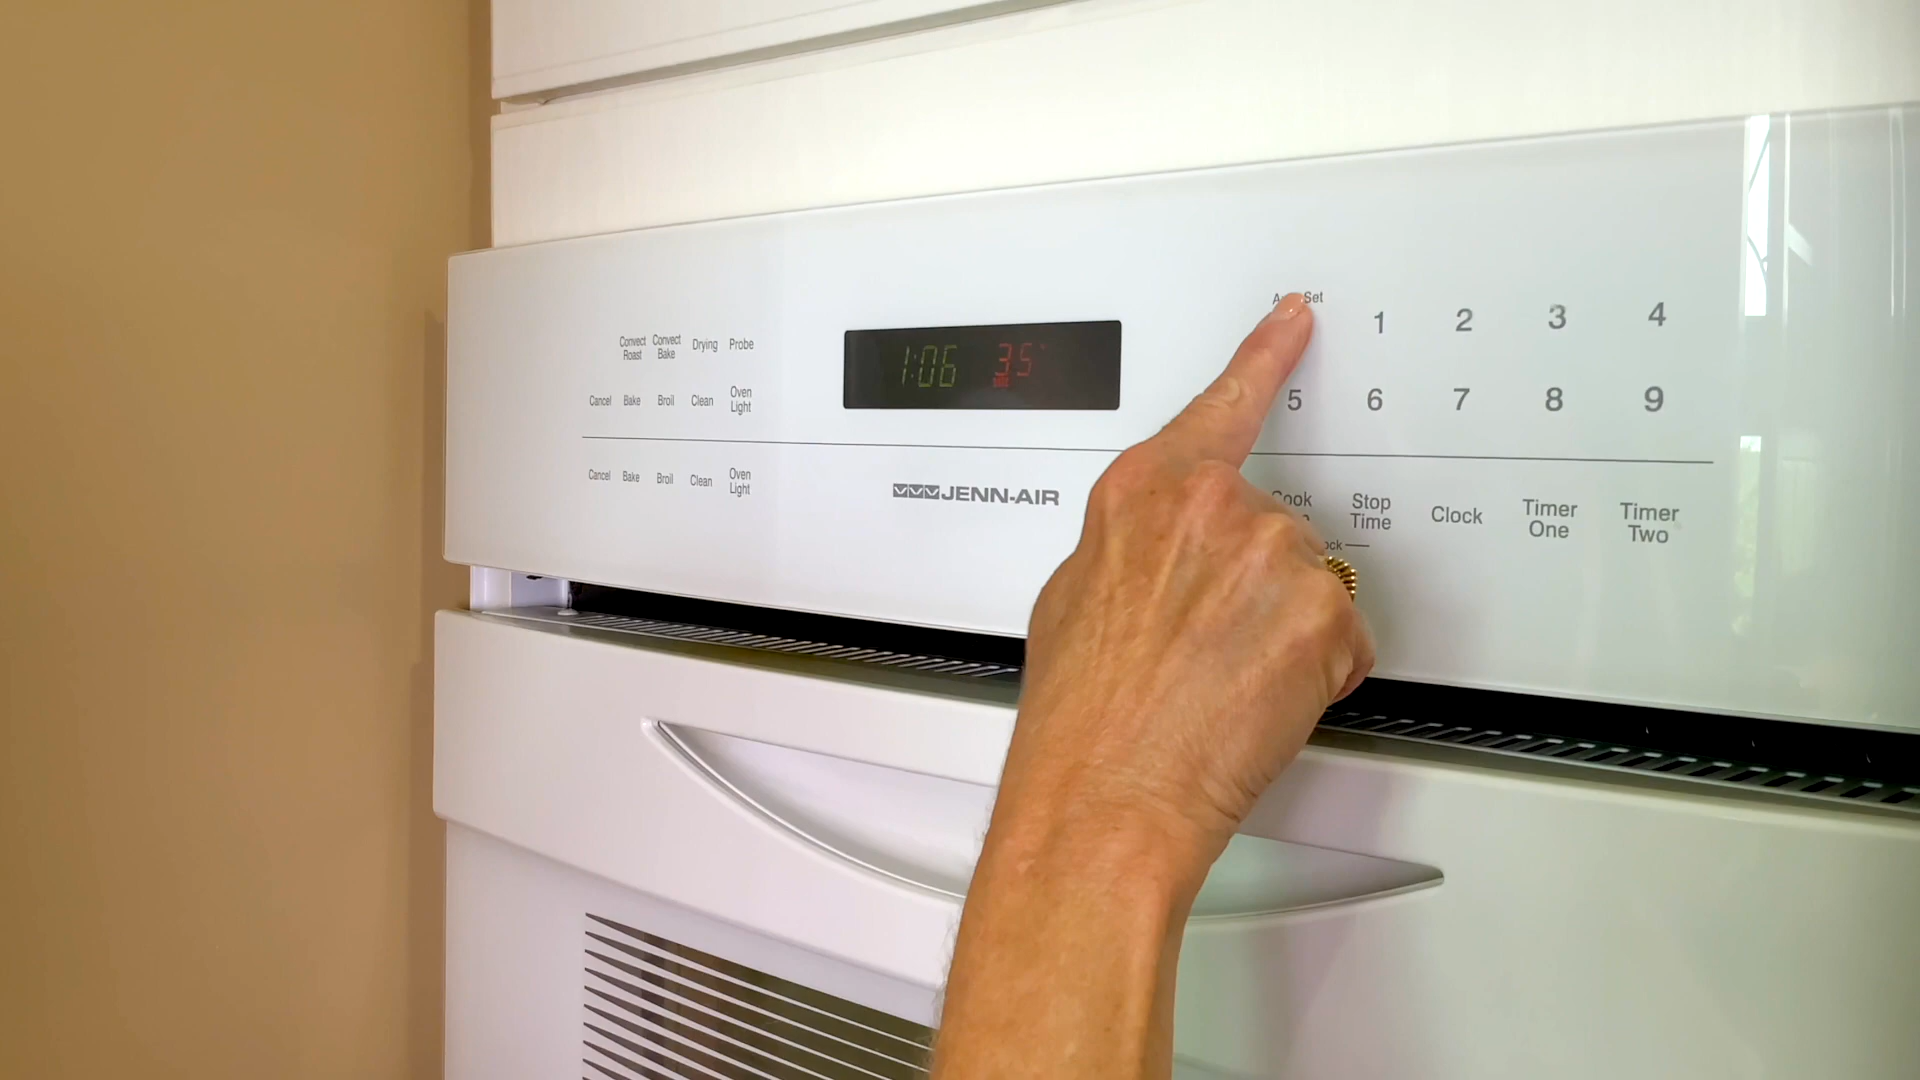 Convect Roast
Convect Bake
Drying
Probe
Cancel
Bake
Broil
Clean
Oven Light
Cancel
Bake
Broil
Clean
Oven Light
1:06 35°
JENN-AIR
Set
1
2
3
4
5
6
7
8
9
Cook
Stop Time
Clock
Timer One
Timer Two